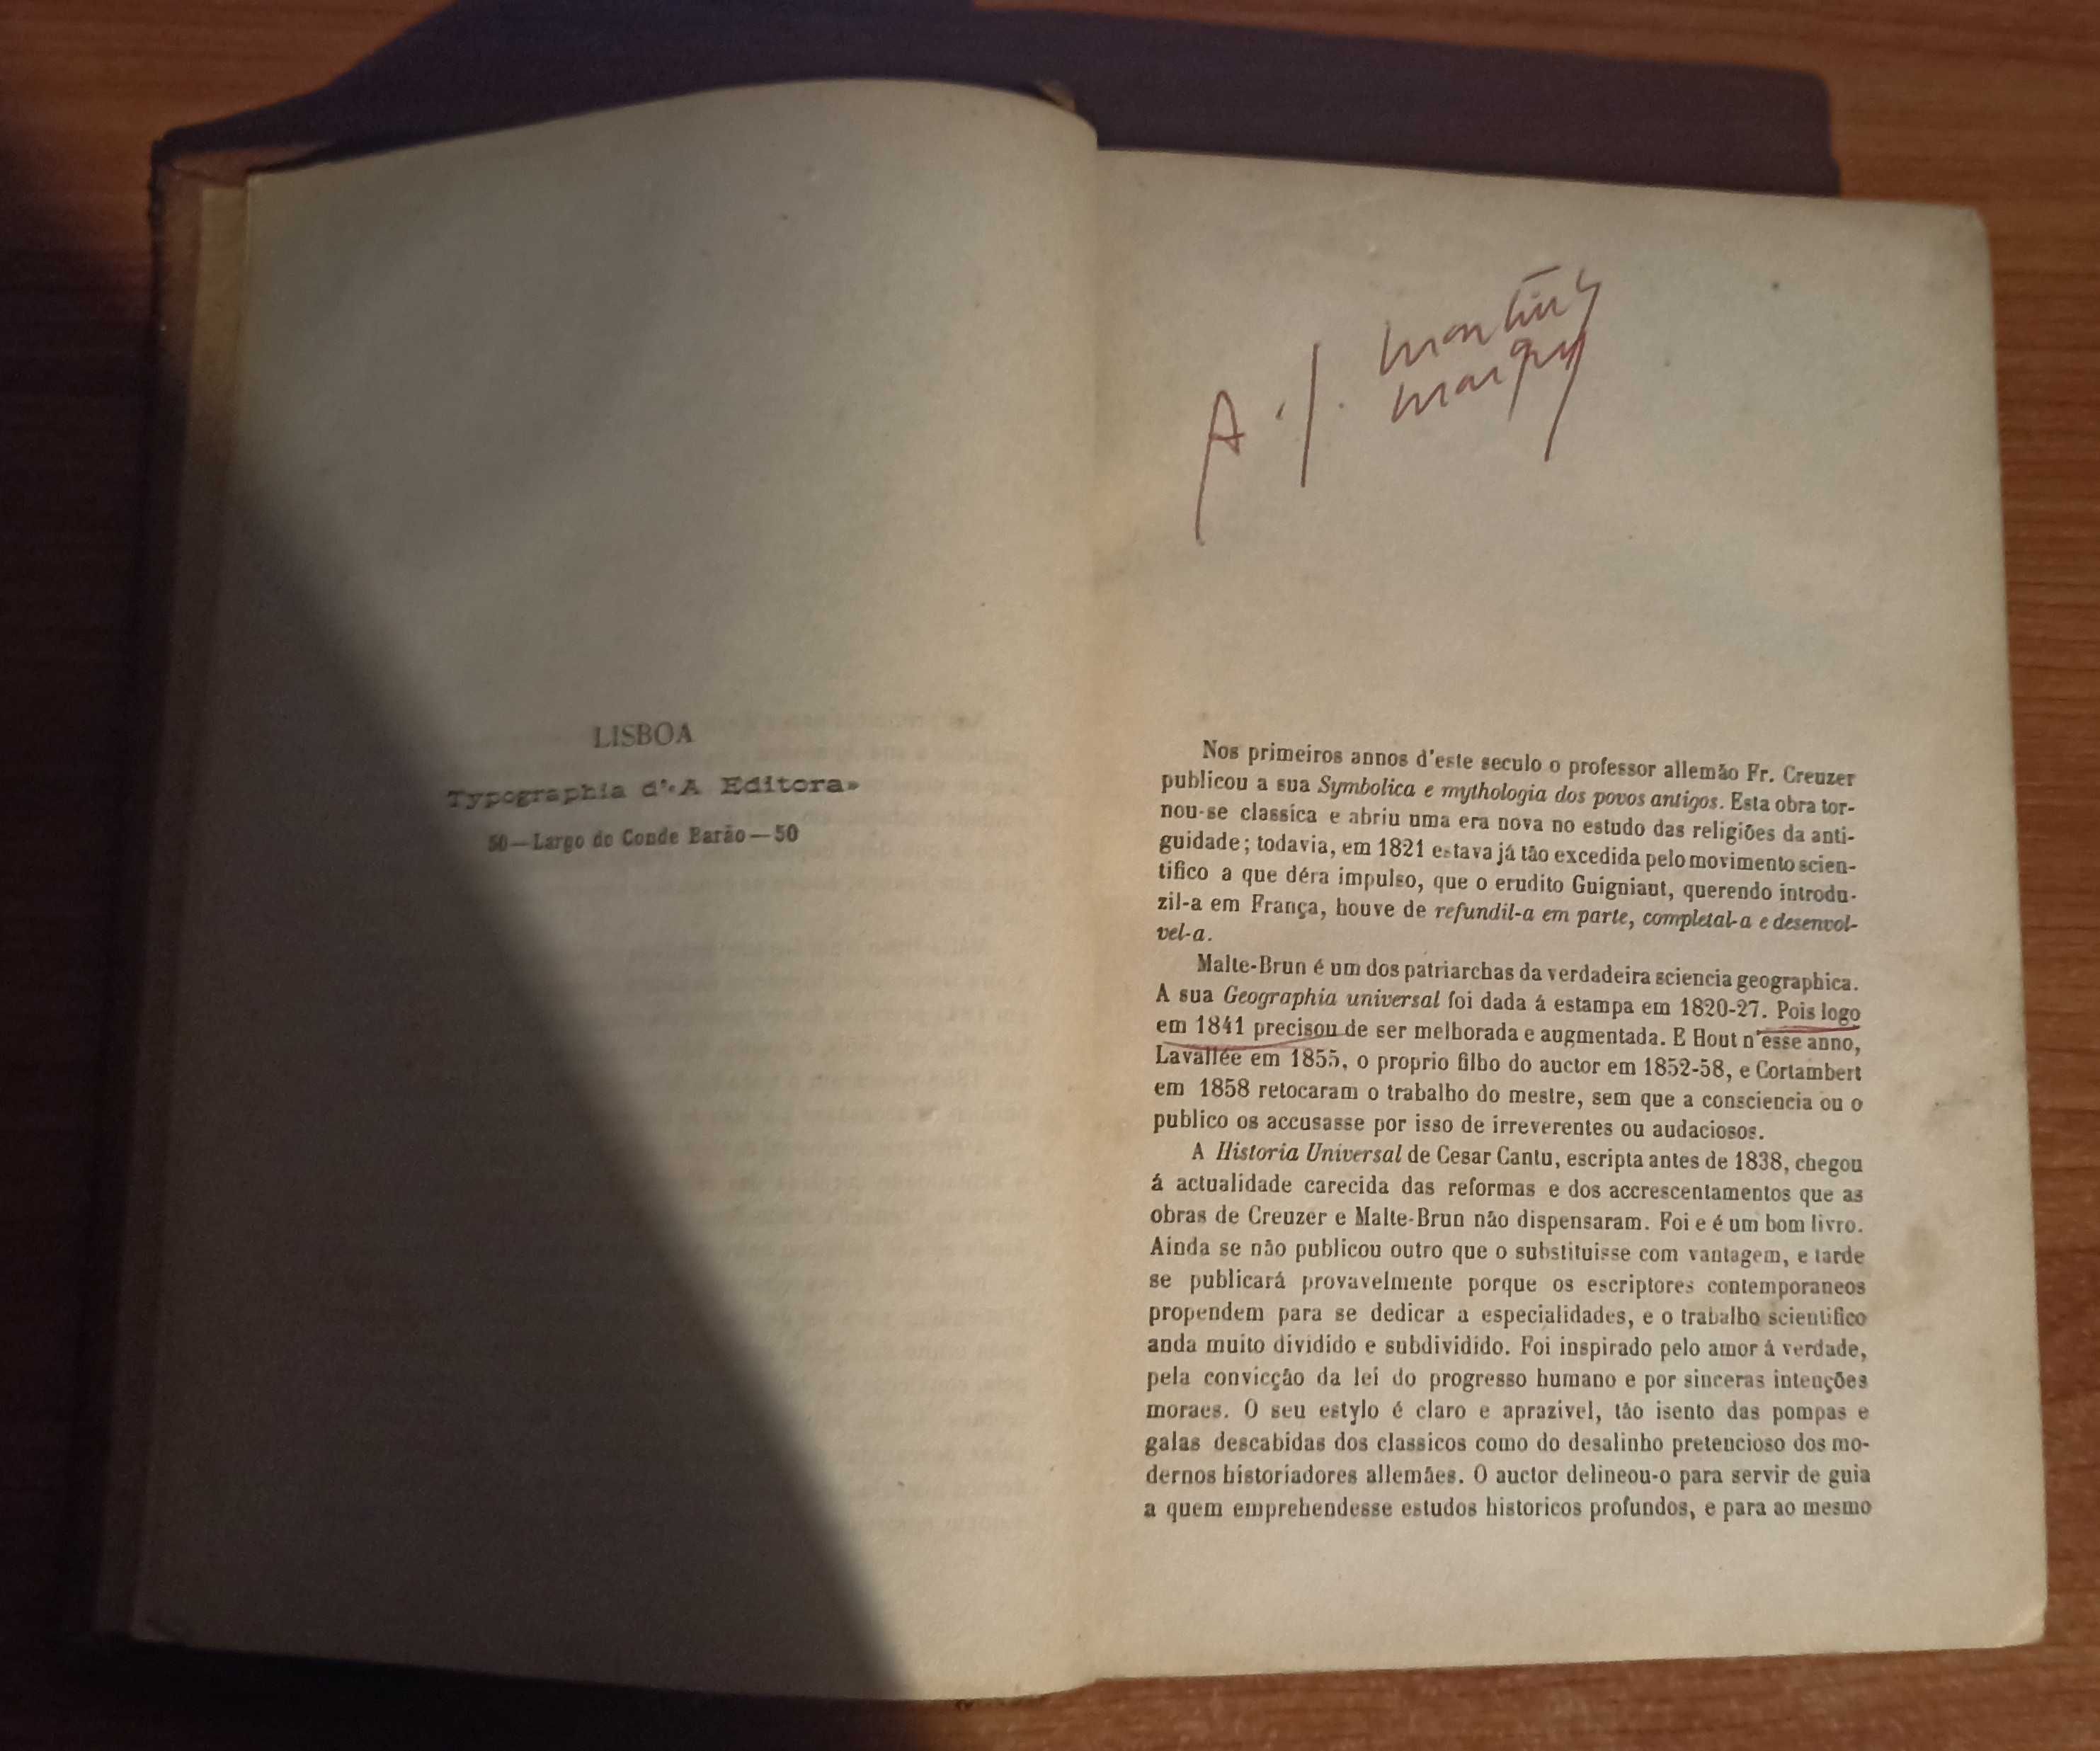 LISBOA
Typographia d'«A Editora»
50—Largo do Conde Barão—50
A. J. Martins
Marques
Nos primeiros annos d'este seculo o professor allemão Fr. Creuzer
publicou a sua Symbolica e mythologia dos povos antigos. Esta obra tor-
nou-se classica e abriu uma era nova no estudo das religiões da anti-
guidade; todavia, em 1821 estava já tão excedida pelo movimento scien-
tifico a que déra impulso, que o erudito Guigniaut, querendo introdu-
zil-a em França, houve de refundil-a em parte, completal-a e desenvol-
vel-a.
Malte-Brun é um dos patriarchas da verdadeira sciencia geographica.
A sua Geographia universal foi dada á estampa em 1820-27. Pois logo
em 1841 precisou de ser melhorada e augmentada. E Hout n'esse anno,
Lavallée em 1855, o proprio filho do auctor em 1852-58, e Cortambert
em 1858 retocaram o trabalho do mestre, sem que a consciencia ou o
publico os accusasse por isso de irreverentes ou audaciosos.
A Historia Universal de Cesar Cantu, escripta antes de 1838, chegou
á actualidade carecida das reformas e dos accrescentamentos que as
obras de Creuzer e Malte-Brun não dispensaram. Foi e é um bom livro.
Ainda se não publicou outro que o substituisse com vantagem, e tarde
se publicará provavelmente porque os escriptores contemporaneos
propendem para se dedicar a especialidades, e o trabalho scientifico
anda muito dividido e subdividido. Foi inspirado pelo amor á verdade,
pela convicção da lei do progresso humano e por sinceras intenções
moraes. O seu estylo é claro e aprazivel, tão isento das pompas e
galas descabidas dos classicos como do desalinho pretencioso dos mo-
dernos historiadores allemães. O auctor delineou-o para servir de guia
a quem emprehendesse estudos historicos profundos, e para ao mesmo